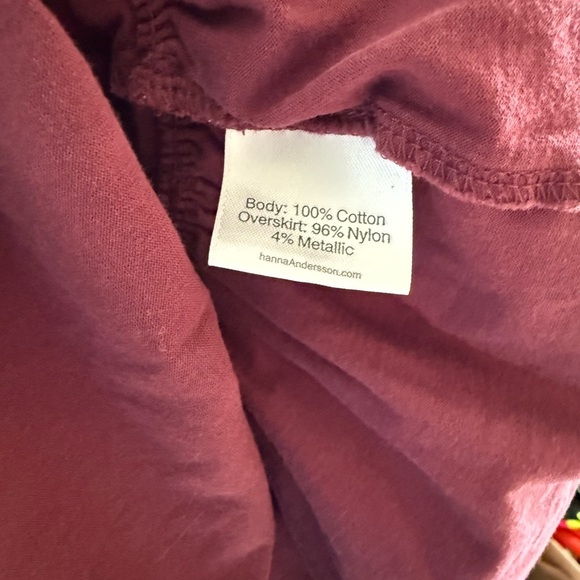 Body: 100% Cotton
Overskirt: 96% Nylon
4% Metallic
hannaAndersson.com